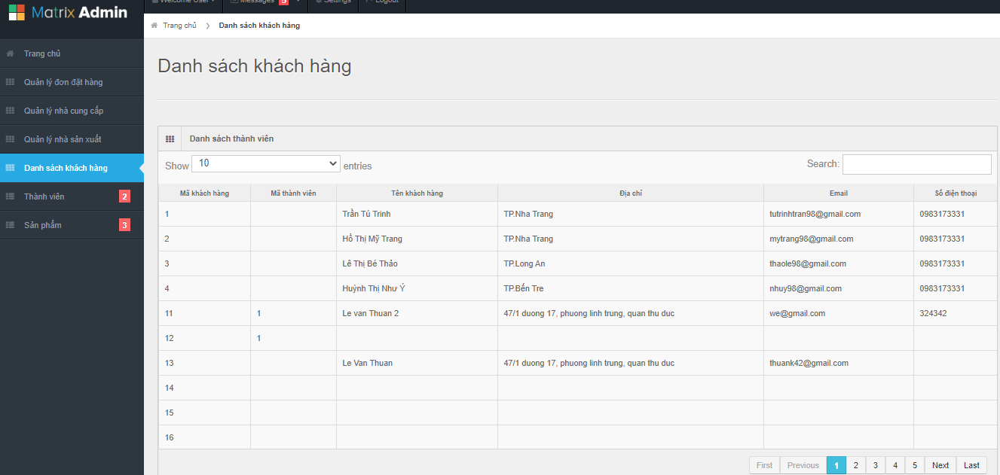 Matrix Admin
Welcome User Messages 5 Settings Logout
Trang chủ Danh sách khách hàng
Trang chủ
Quản lý đơn đặt hàng
Quản lý nhà cung cấp
Quản lý nhà sản xuất
Danh sách khách hàng
Thành viên 2
Sản phẩm 3
Danh sách khách hàng
Danh sách thành viên
Show 10 entries Search:
Mã khách hàng Mã thành viên Tên khách hàng Địa chỉ Email Số điện thoại
1 Trần Tú Trinh TP.Nha Trang tutrinhtran98@gmail.com 0983173331
2 Hồ Thị Mỹ Trang TP.Nha Trang mytrang98@gmail.com 0983173331
3 Lê Thị Bé Thảo TP.Long An thaole98@gmail.com 0983173331
4 Huỳnh Thị Như Ý TP.Bến Tre nhuy98@gmail.com 0983173331
11 1 Le van Thuan 2 47/1 duong 17, phuong linh trung, quan thu duc we@gmail.com 324342
12 1
13 Le Van Thuan 47/1 duong 17, phuong linh trung, quan thu duc thuank42@gmail.com
14
15
16
First Previous 1 2 3 4 5 Next Last